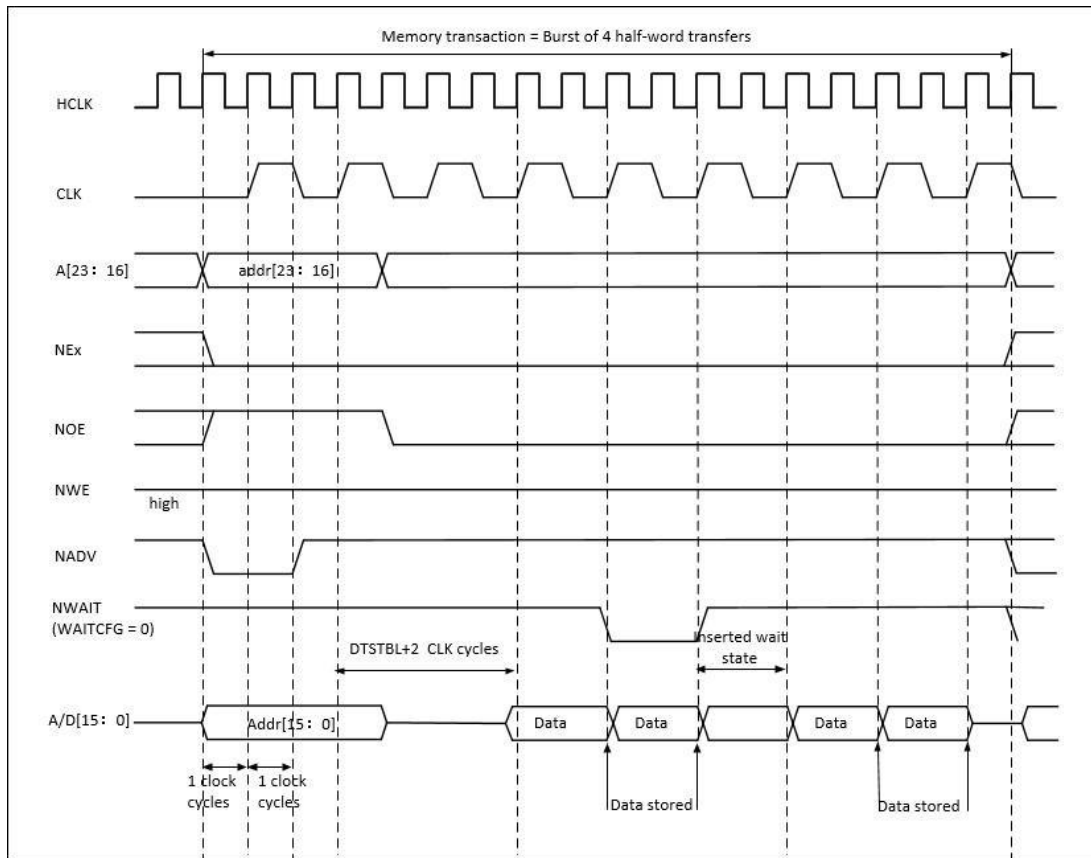 Memory transaction = Burst of 4 half-word transfers
HCLK
CLK
A[23：16]
addr[23：16]
NEx
NOE
NWE
high
NADV
NWAIT
(WAITCFG = 0)
DTSTBL+2 CLK cycles
Inserted wait
state
A/D[15：0]
Addr[15：0]
Data
Data
Data
Data
1 clock
cycles
1 clock
cycles
Data stored
Data stored